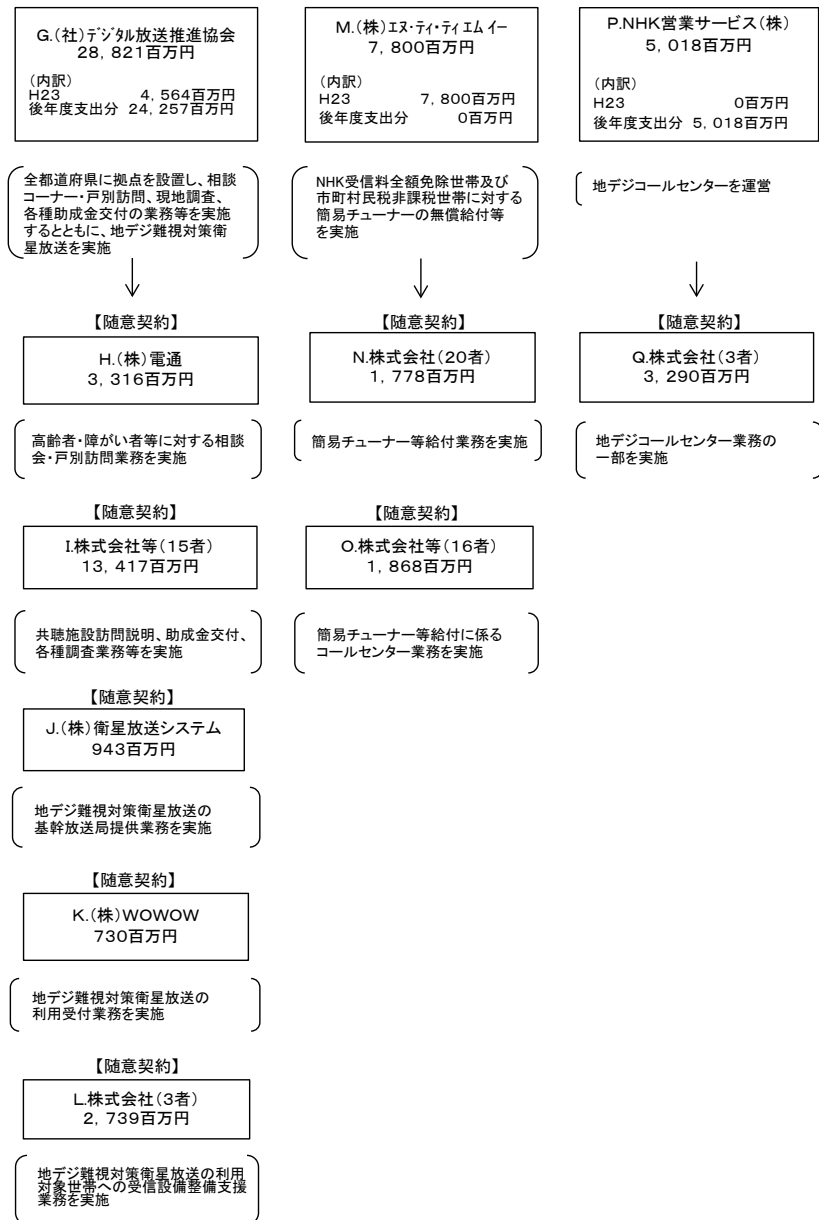 G.(社)デジタル放送推進協会
28,821百万円
(内訳)
H23 4,564百万円
後年度支出分 24,257百万円
全都道府県に拠点を設置し、相談
コーナー・戸別訪問、現地調査、
各種助成金交付の業務等を実施
するとともに、地デジ難視対策衛
星放送を実施
【随意契約】
H.(株)電通
3,316百万円
高齢者・障がい者等に対する相談
会・戸別訪問業務を実施
【随意契約】
I.株式会社等(15者)
13,417百万円
共聴施設訪問説明、助成金交付、
各種調査業務等を実施
【随意契約】
J.(株)衛星放送システム
943百万円
地デジ難視対策衛星放送の
基幹放送局提供業務を実施
【随意契約】
K.(株)WOWOW
730百万円
地デジ難視対策衛星放送の
利用受付業務を実施
【随意契約】
L.株式会社(3者)
2,739百万円
地デジ難視対策衛星放送の利用
対象世帯への受信設備整備支援
業務を実施
M.(株)エヌ・ティ・ティエムイー
7,800百万円
(内訳)
H23 7,800百万円
後年度支出分 0百万円
NHK受信料全額免除世帯及び
市町村民税非課税世帯に対する
簡易チューナーの無償給付等
を実施
【随意契約】
N.株式会社(20者)
1,778百万円
簡易チューナー等給付業務を実施
【随意契約】
O.株式会社等(16者)
1,868百万円
簡易チューナー等給付に係る
コールセンター業務を実施
P.NHK営業サービス(株)
5,018百万円
(内訳)
H23 0百万円
後年度支出分 5,018百万円
地デジコールセンターを運営
【随意契約】
Q.株式会社(3者)
3,290百万円
地デジコールセンター業務の
一部を実施